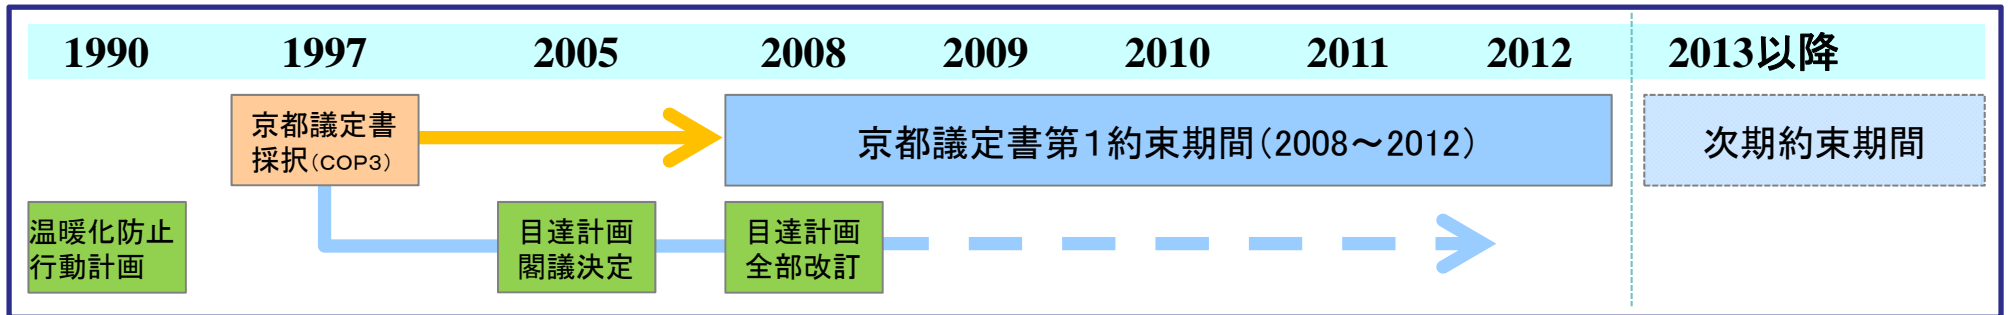 1990 1997 2005 2008 2009 2010 2011 2012 2013以降
京都議定書
採択(COP3)
京都議定書第1約束期間(2008～2012)
次期約束期間
温暖化防止
行動計画
目達計画
閣議決定
目達計画
全部改訂